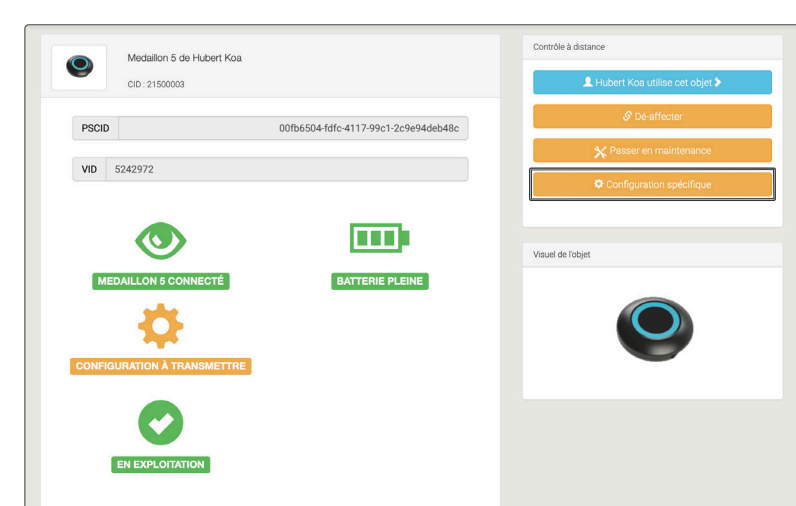 Medaillon 5 de Hubert Koa
CID : 21500003
PSCID 00fb6504-fdfc-4117-99c1-2c9e94deb48c
VID 5242972
MEDAILLON 5 CONNECTÉ
BATTERIE PLEINE
CONFIGURATION À TRANSMETTRE
EN EXPLOITATION
Contrôle à distance
Hubert Koa utilise cet objet
Dé-affecter
Passer en maintenance
Configuration spécifique
Visuel de l'objet